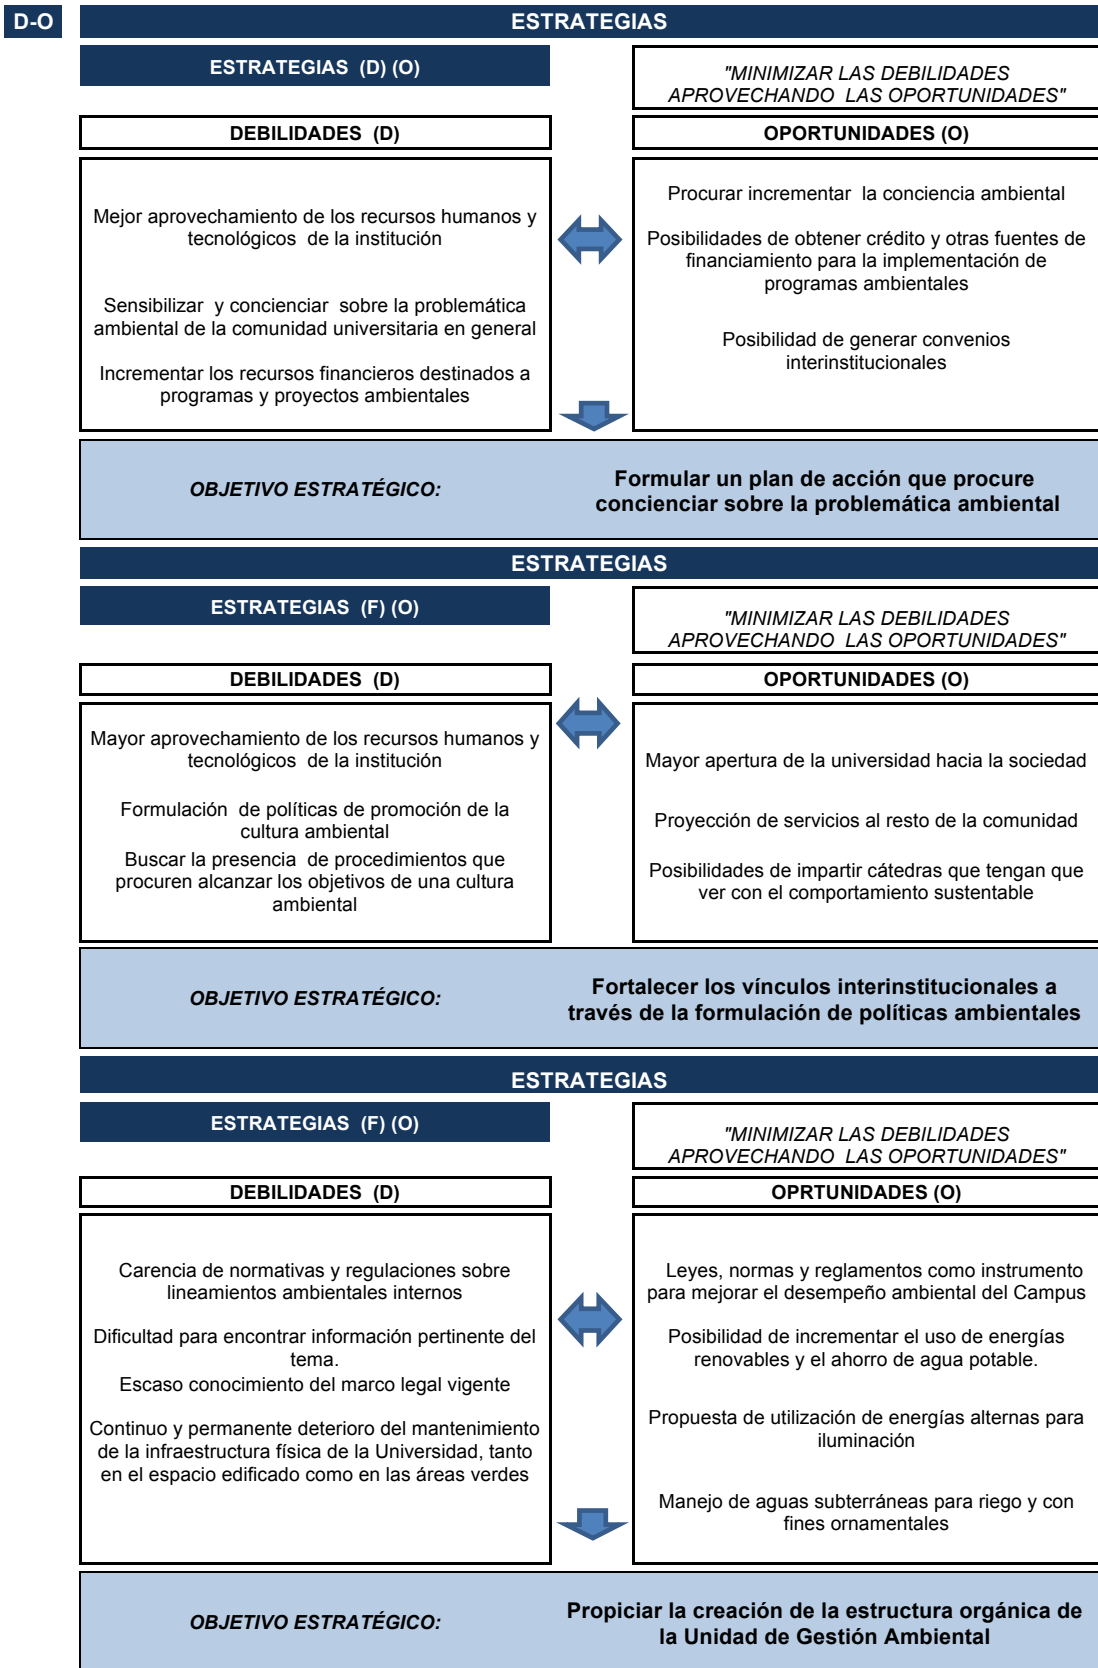 D-O
ESTRATEGIAS
ESTRATEGIAS (D) (O)
"MINIMIZAR LAS DEBILIDADES
APROVECHANDO LAS OPORTUNIDADES"
DEBILIDADES (D)
OPORTUNIDADES (O)
Mejor aprovechamiento de los recursos humanos y
tecnológicos de la institución
Sensibilizar y concienciar sobre la problemática
ambiental de la comunidad universitaria en general
Incrementar los recursos financieros destinados a
programas y proyectos ambientales
Procurar incrementar la conciencia ambiental
Posibilidades de obtener crédito y otras fuentes de
financiamiento para la implementación de
programas ambientales
Posibilidad de generar convenios
interinstitucionales
OBJETIVO ESTRATÉGICO:
Formular un plan de acción que procure
concienciar sobre la problemática ambiental
ESTRATEGIAS
ESTRATEGIAS (F) (O)
"MINIMIZAR LAS DEBILIDADES
APROVECHANDO LAS OPORTUNIDADES"
DEBILIDADES (D)
OPORTUNIDADES (O)
Mayor aprovechamiento de los recursos humanos y
tecnológicos de la institución
Formulación de políticas de promoción de la
cultura ambiental
Buscar la presencia de procedimientos que
procuren alcanzar los objetivos de una cultura
ambiental
Mayor apertura de la universidad hacia la sociedad
Proyección de servicios al resto de la comunidad
Posibilidades de impartir cátedras que tengan que
ver con el comportamiento sustentable
OBJETIVO ESTRATÉGICO:
Fortalecer los vínculos interinstitucionales a
través de la formulación de políticas ambientales
ESTRATEGIAS
ESTRATEGIAS (F) (O)
"MINIMIZAR LAS DEBILIDADES
APROVECHANDO LAS OPORTUNIDADES"
DEBILIDADES (D)
OPRTUNIDADES (O)
Carencia de normativas y regulaciones sobre
lineamientos ambientales internos
Dificultad para encontrar información pertinente del
tema.
Escaso conocimiento del marco legal vigente
Continuo y permanente deterioro del mantenimiento
de la infraestructura física de la Universidad, tanto
en el espacio edificado como en las áreas verdes
Leyes, normas y reglamentos como instrumento
para mejorar el desempeño ambiental del Campus
Posibilidad de incrementar el uso de energías
renovables y el ahorro de agua potable.
Propuesta de utilización de energías alternas para
iluminación
Manejo de aguas subterráneas para riego y con
fines ornamentales
OBJETIVO ESTRATÉGICO:
Propiciar la creación de la estructura orgánica de
la Unidad de Gestión Ambiental